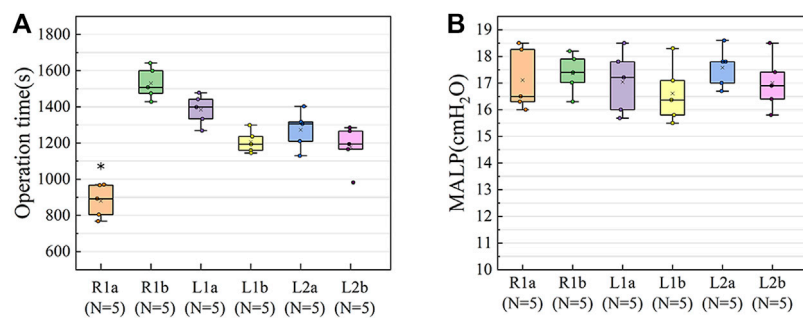 A
Operation time(s)
1800
1600
1400
1200
1000
800
600
*
R1a R1b L1a L1b L2a L2b
(N=5) (N=5) (N=5) (N=5) (N=5) (N=5)
B
MALP(cmH₂O)
19
18
17
16
15
14
13
12
11
10
R1a R1b L1a L1b L2a L2b
(N=5) (N=5) (N=5) (N=5) (N=5) (N=5)